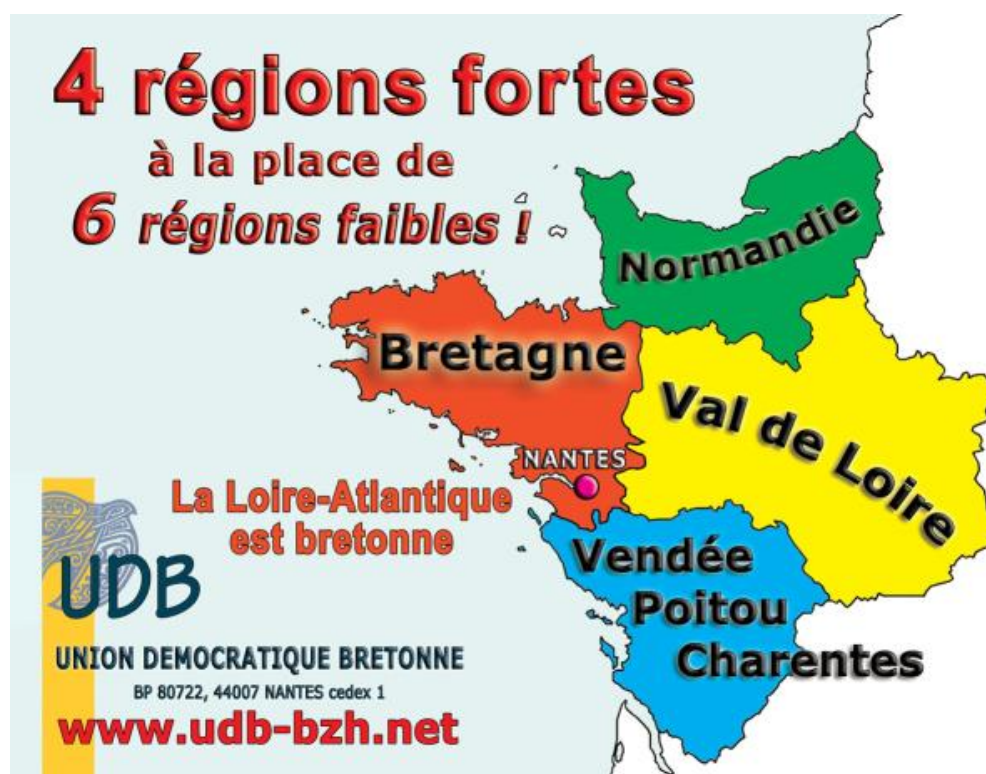 4 régions fortes
à la place de
6 régions faibles !
Normandie
Bretagne
Val de Loire
NANTES
La Loire-Atlantique
est bretonne
Vendée
Poitou
Charentes
UDB
UNION DEMOCRATIQUE BRETONNE
BP 80722, 44007 NANTES cedex 1
www.udb-bzh.net